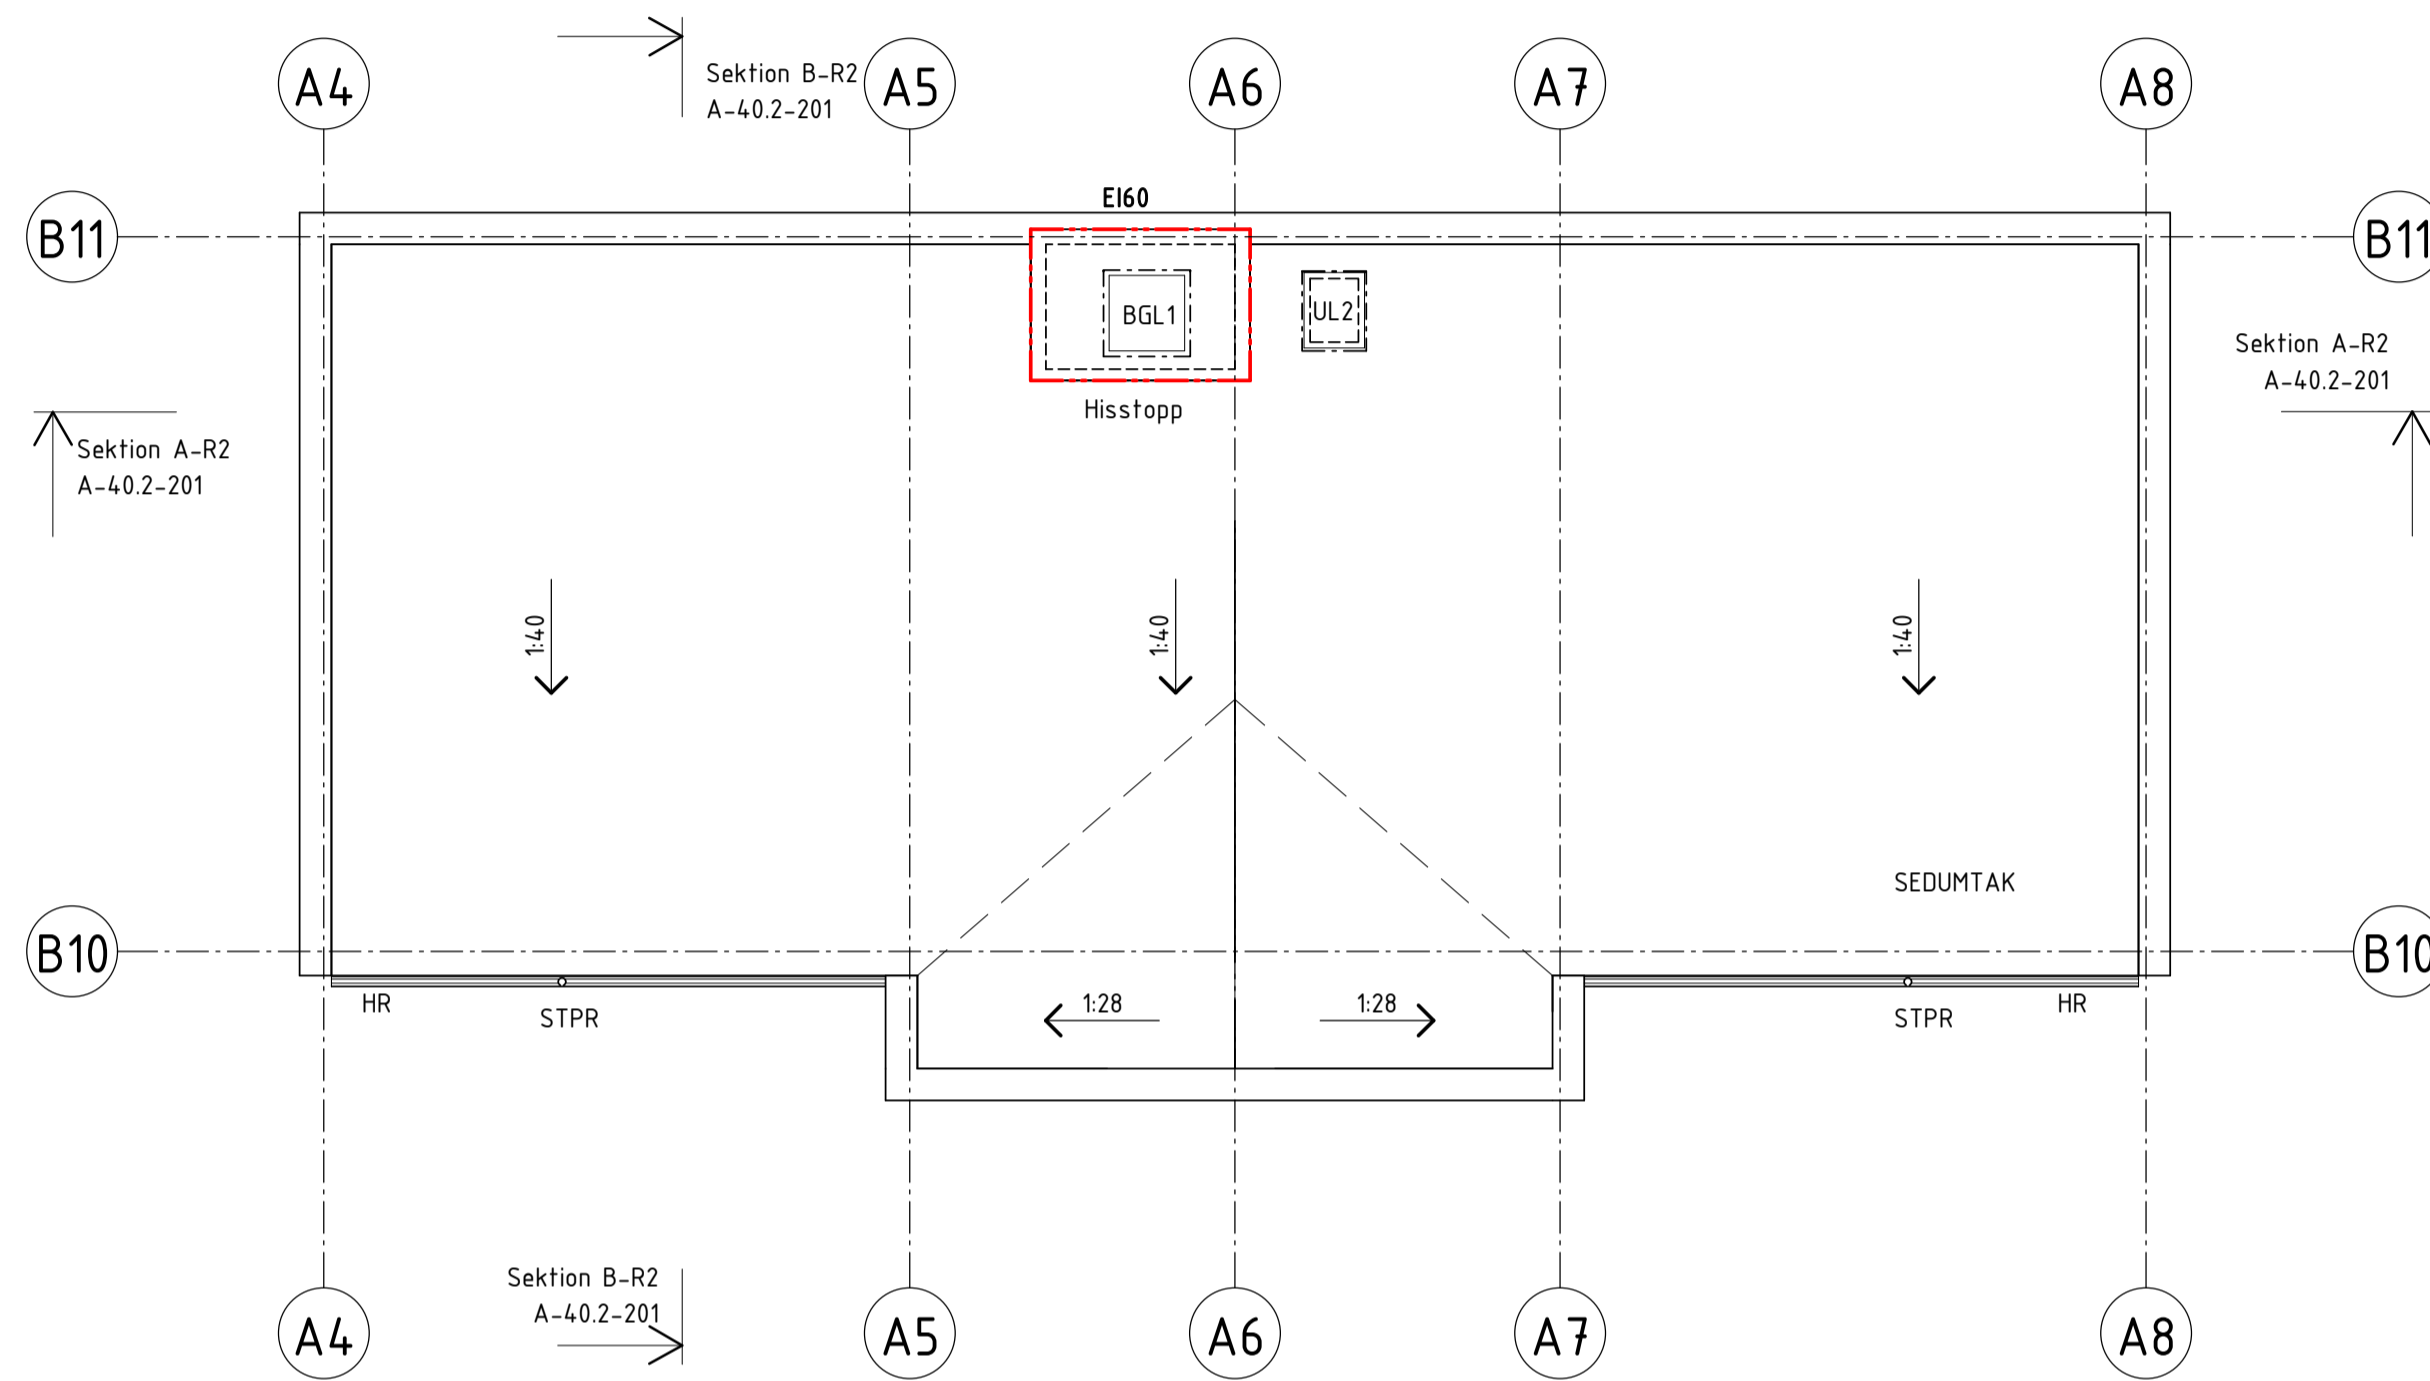 Sektion B-R2
A-40.2-201
A4
A5
A6
A7
A8
EI60
B11
B11
BGL1
UL2
Sektion A-R2
A-40.2-201
Hisstopp
Sektion A-R2
A-40.2-201
1:40
1:40
1:40
SEDUMTAK
B10
B10
HR
STPR
1:28
1:28
STPR
HR
Sektion B-R2
A-40.2-201
A4
A5
A6
A7
A8